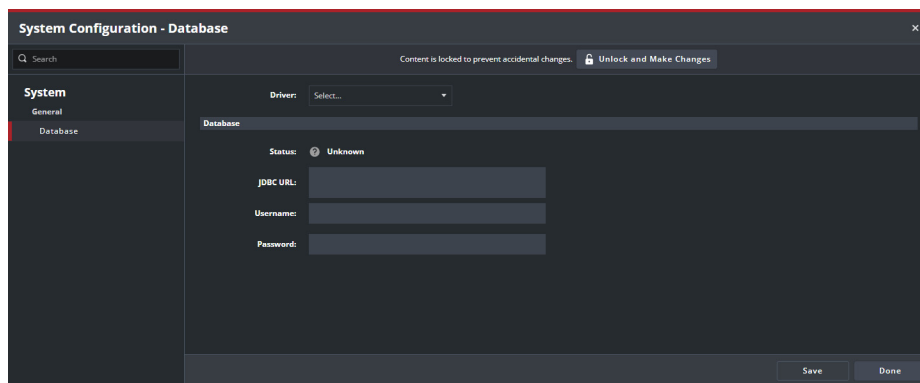 System Configuration - Database
Search
Content is locked to prevent accidental changes. Unlock and Make Changes
System
General
Database
Driver: Select...
Database
Status: Unknown
JDBC URL:
Username:
Password:
Save Done